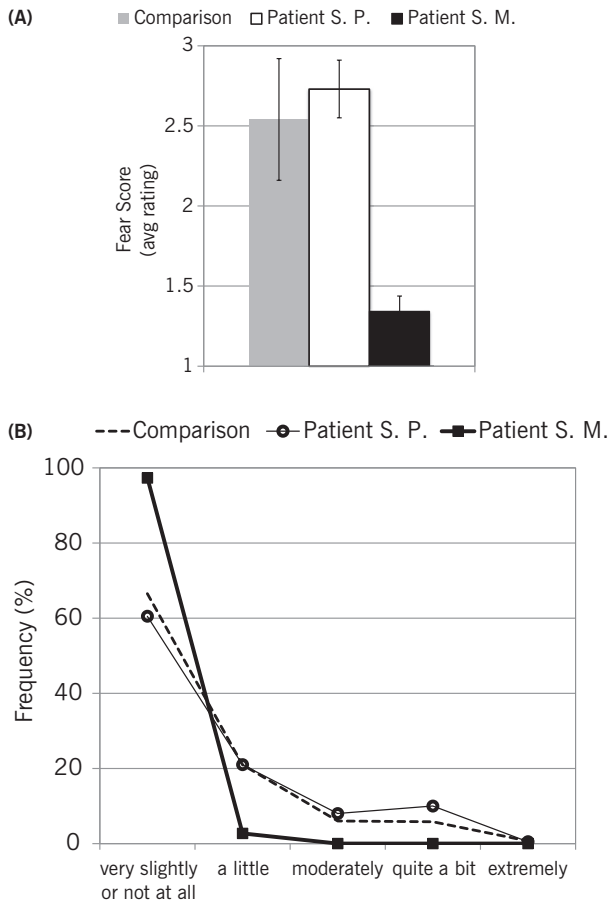 (A)
Comparison Patient S. P. Patient S. M.
3
2.5
2
1.5
1
Fear Score
(avg rating)
(B)
Comparison Patient S. P. Patient S. M.
100
80
60
40
20
0
Frequency (%)
very slightly
or not at all
a little
moderately
quite a bit
extremely